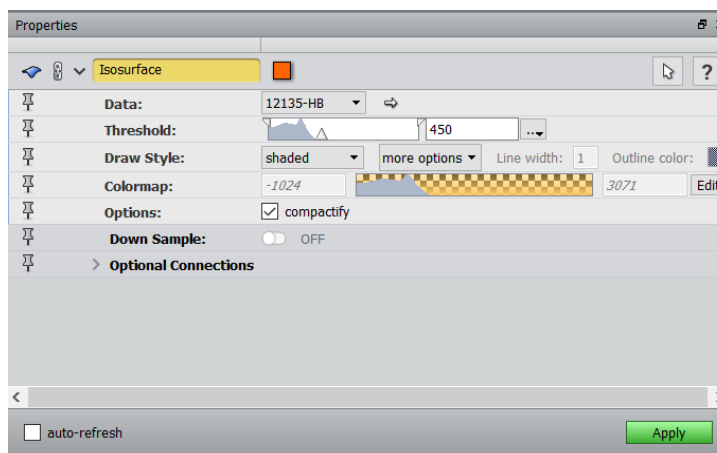 Properties
Isosurface
?
Data: 12135-HB
Threshold: 450 ...
Draw Style: shaded more options Line width: 1 Outline color:
Colormap: -1024 3071 Edit
Options: compactify
Down Sample: OFF
Optional Connections
auto-refresh Apply